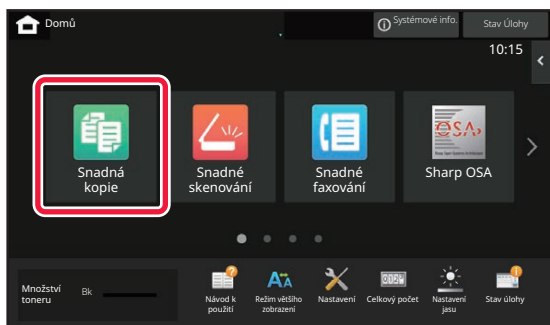 Domů
Systémové info.
Stav Úlohy
10:15
Snadná
kopie
Snadné
skenování
Snadné
faxování
OSA
Sharp OSA
Množství
toneru
Bk
Návod k
použití
Režim většího
zobrazení
Nastavení
Celkový počet
Nastavení
jasu
Stav úlohy